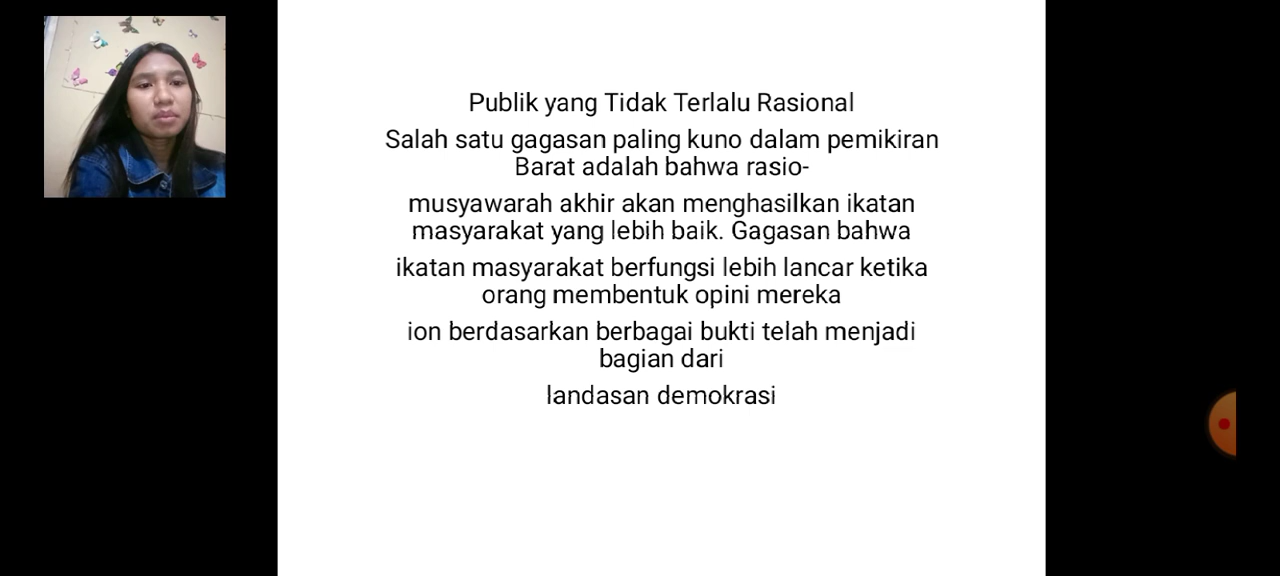 Publik yang Tidak Terlalu Rasional
Salah satu gagasan paling kuno dalam pemikiran
Barat adalah bahwa rasio-
musyawarah akhir akan menghasilkan ikatan
masyarakat yang lebih baik. Gagasan bahwa
ikatan masyarakat berfungsi lebih lancar ketika
orang membentuk opini mereka
ion berdasarkan berbagai bukti telah menjadi
bagian dari
landasan demokrasi